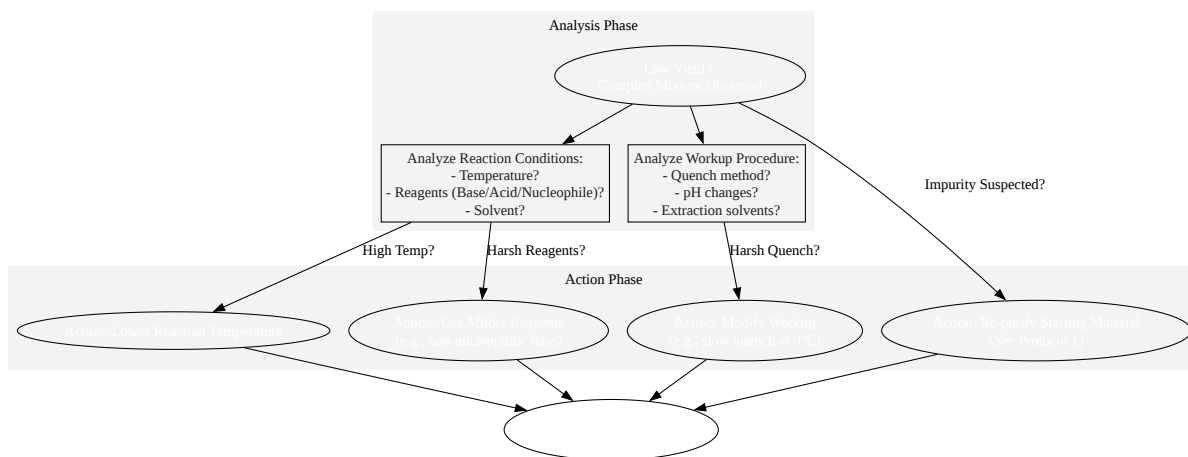 Analysis Phase
Low Yield /
Complex Mixture Observed
Analyze Reaction Conditions:
- Temperature?
- Reagents (Base/Acid/Nucleophile)?
- Solvent?
Analyze Workup Procedure:
- Quench method?
- pH changes?
- Extraction solvents?
Impurity Suspected?
High Temp?
Harsh Reagents?
Harsh Quench?
Action Phase
Action: Lower Reaction Temperature
Action: Use Milder Reagents
(e.g., non-nucleophilic base)
Action: Modify Workup
(e.g., slow quench at 0°C)
Action: Re-purify Starting Material
(See Protocol 1)